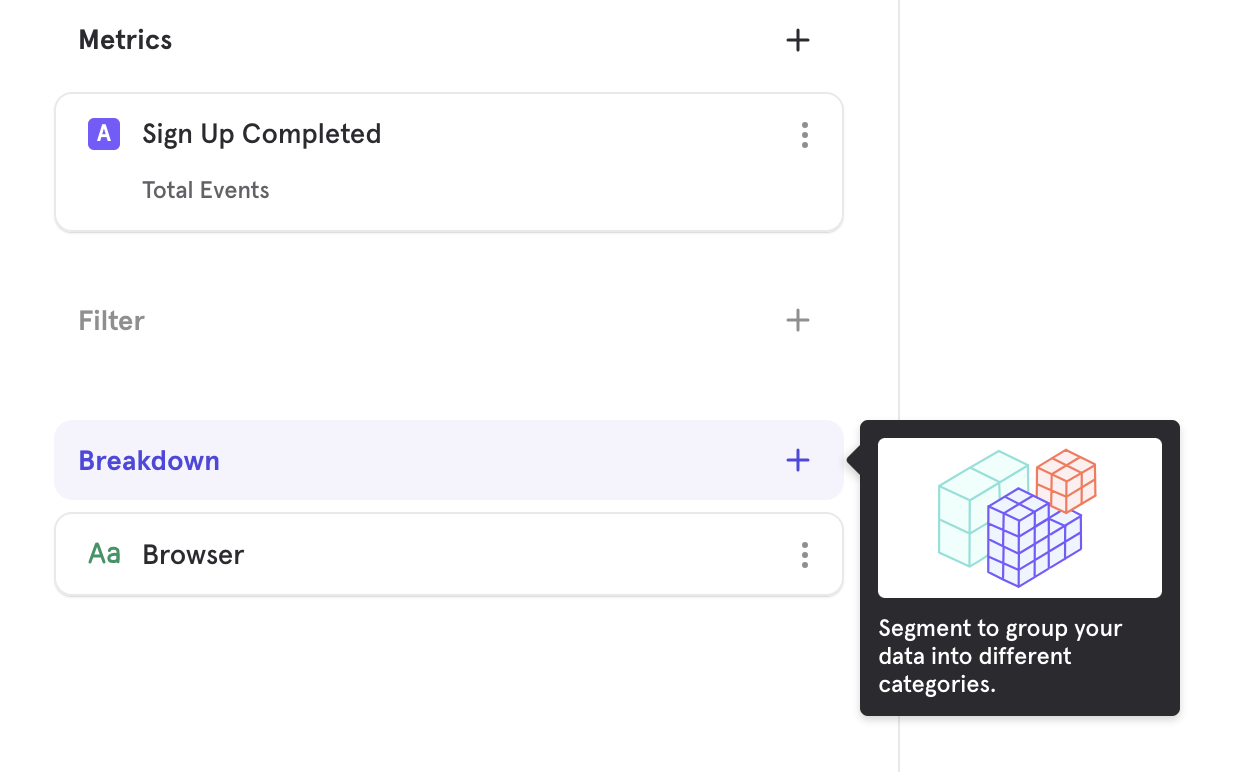 Metrics
A Sign Up Completed
Total Events
Filter
Breakdown
Aa Browser
Segment to group your
data into different
categories.